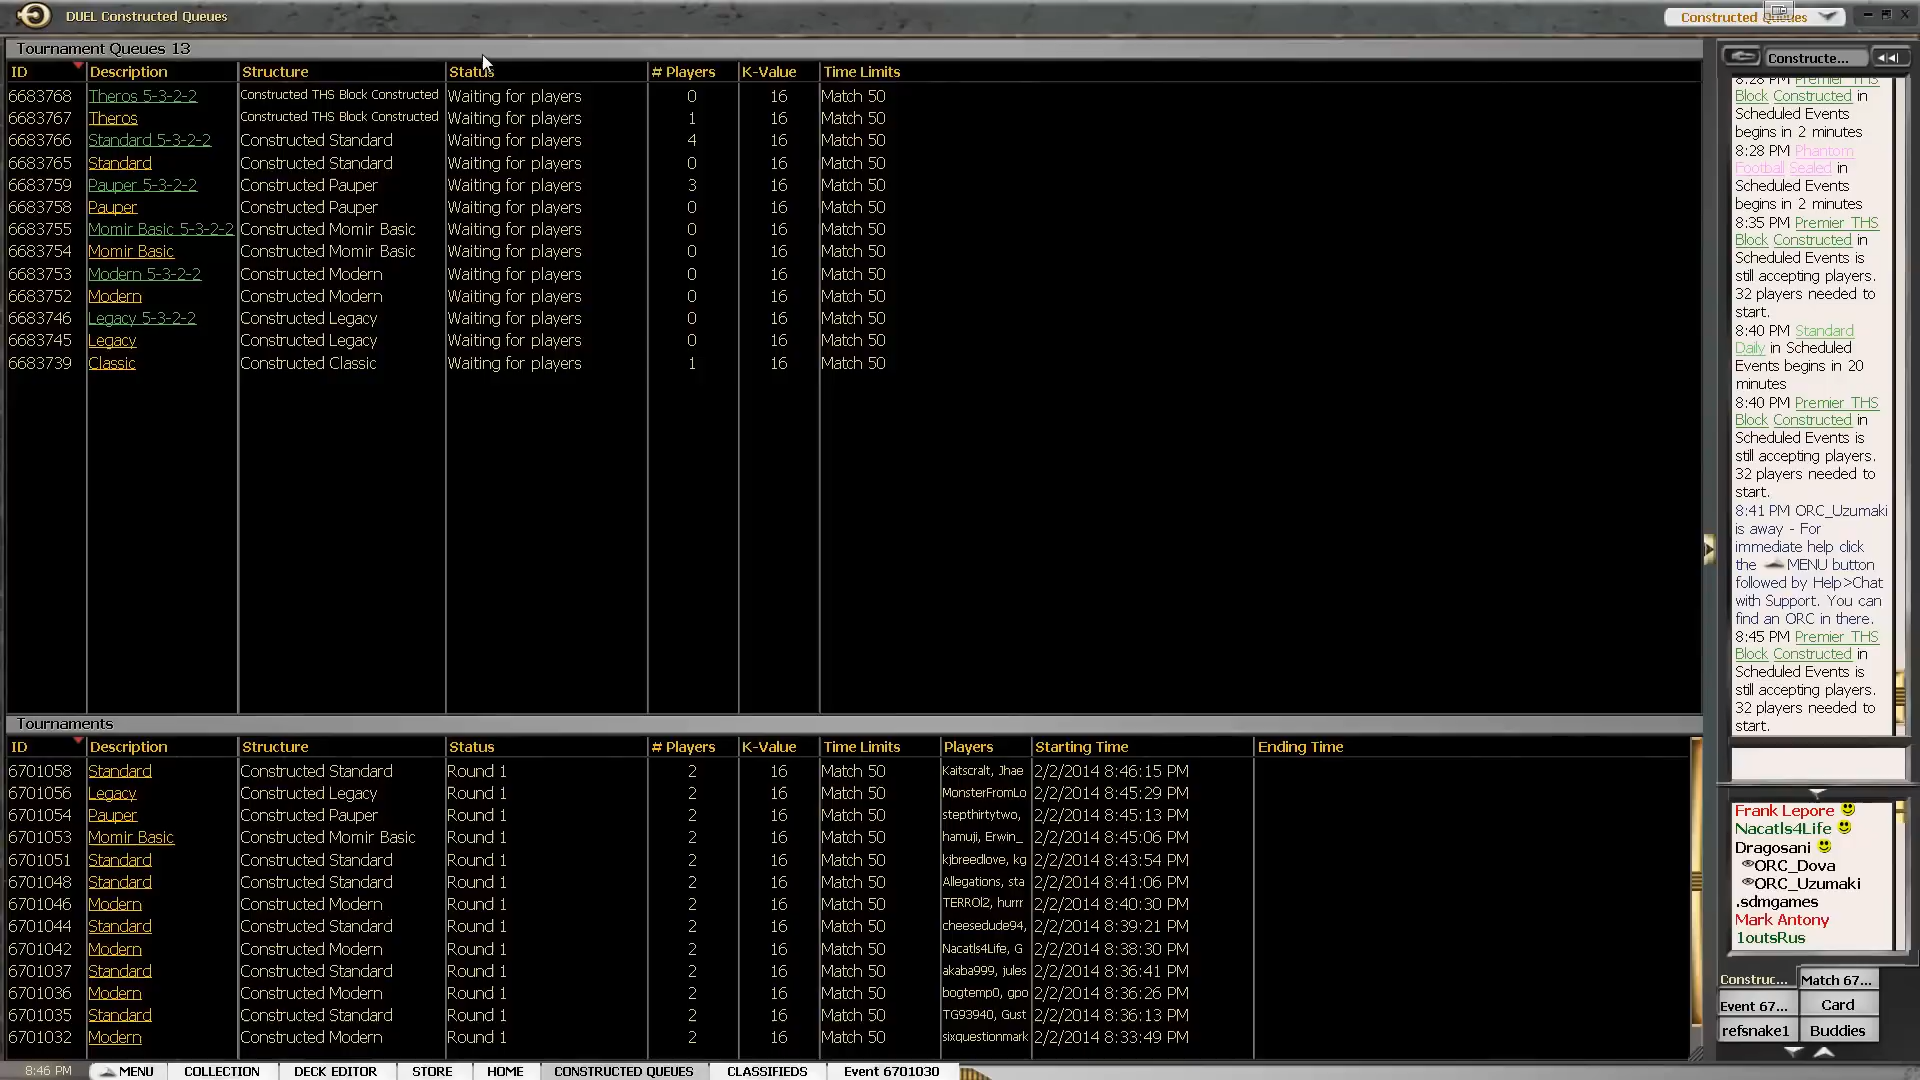 DUEL Constructed Queues
Constructed Queues
Tournament Queues 13
ID Description Structure Status # Players K-Value Time Limits
6683768 Theros 5-3-2-2 Constructed THS Block Constructed Waiting for players 0 16 Match 50
6683767 Theros Constructed THS Block Constructed Waiting for players 1 16 Match 50
6683766 Standard 5-3-2-2 Constructed Standard Waiting for players 4 16 Match 50
6683765 Standard Constructed Standard Waiting for players 0 16 Match 50
6683759 Pauper 5-3-2-2 Constructed Pauper Waiting for players 3 16 Match 50
6683758 Pauper Constructed Pauper Waiting for players 0 16 Match 50
6683755 Momir Basic 5-3-2-2 Constructed Momir Basic Waiting for players 0 16 Match 50
6683754 Momir Basic Constructed Momir Basic Waiting for players 0 16 Match 50
6683753 Modern 5-3-2-2 Constructed Modern Waiting for players 0 16 Match 50
6683752 Modern Constructed Modern Waiting for players 0 16 Match 50
6683746 Legacy 5-3-2-2 Constructed Legacy Waiting for players 0 16 Match 50
6683745 Legacy Constructed Legacy Waiting for players 0 16 Match 50
6683739 Classic Constructed Classic Waiting for players 1 16 Match 50
Tournaments
ID Description Structure Status # Players K-Value Time Limits Players Starting Time Ending Time
6701058 Standard Constructed Standard Round 1 2 16 Match 50 Kaitscralt, Jhae 2/2/2014 8:46:15 PM
6701056 Legacy Constructed Legacy Round 1 2 16 Match 50 MonsterFromLo 2/2/2014 8:45:29 PM
6701054 Pauper Constructed Pauper Round 1 2 16 Match 50 stepthirtytwo, 2/2/2014 8:45:13 PM
6701053 Momir Basic Constructed Momir Basic Round 1 2 16 Match 50 hamuji, Erwin_ 2/2/2014 8:45:06 PM
6701051 Standard Constructed Standard Round 1 2 16 Match 50 kjbreedlove, kg 2/2/2014 8:43:54 PM
6701048 Standard Constructed Standard Round 1 2 16 Match 50 Allegations, sta 2/2/2014 8:41:06 PM
6701046 Modern Constructed Modern Round 1 2 16 Match 50 TERROl2, hurrr 2/2/2014 8:40:30 PM
6701044 Standard Constructed Standard Round 1 2 16 Match 50 cheesedude94, 2/2/2014 8:39:21 PM
6701042 Modern Constructed Modern Round 1 2 16 Match 50 Nacatls4Life, G 2/2/2014 8:38:30 PM
6701037 Standard Constructed Standard Round 1 2 16 Match 50 akaba999, jules 2/2/2014 8:36:41 PM
6701036 Modern Constructed Modern Round 1 2 16 Match 50 bogtemp0, gpo 2/2/2014 8:36:26 PM
6701035 Standard Constructed Standard Round 1 2 16 Match 50 TG93940, Gust 2/2/2014 8:36:13 PM
6701032 Modern Constructed Modern Round 1 2 16 Match 50 sixquestionmark 2/2/2014 8:33:49 PM
Constructe...
8:28 PM Premier THS
Block Constructed in
Scheduled Events
begins in 2 minutes
8:28 PM Phantom
Football Sealed in
Scheduled Events
begins in 2 minutes
8:35 PM Premier THS
Block Constructed in
Scheduled Events is
still accepting players.
32 players needed to
start.
8:40 PM Standard
Daily in Scheduled
Events begins in 20
minutes
8:40 PM Premier THS
Block Constructed in
Scheduled Events is
still accepting players.
32 players needed to
start.
8:41 PM ORC_Uzumaki
is away - For
immediate help click
the MENU button
followed by Help>Chat
with Support. You can
find an ORC in there.
8:45 PM Premier THS
Block Constructed in
Scheduled Events is
still accepting players.
32 players needed to
start.
Frank Lepore
Nacatls4Life
Dragosani
ORC_Dova
ORC_Uzumaki
.sdmgames
Mark Antony
1outsRus
Construc... Match 67...
Event 67... Card
refsnake1 Buddies
8:46 PM MENU COLLECTION DECK EDITOR STORE HOME CONSTRUCTED QUEUES CLASSIFIEDS Event 6701030